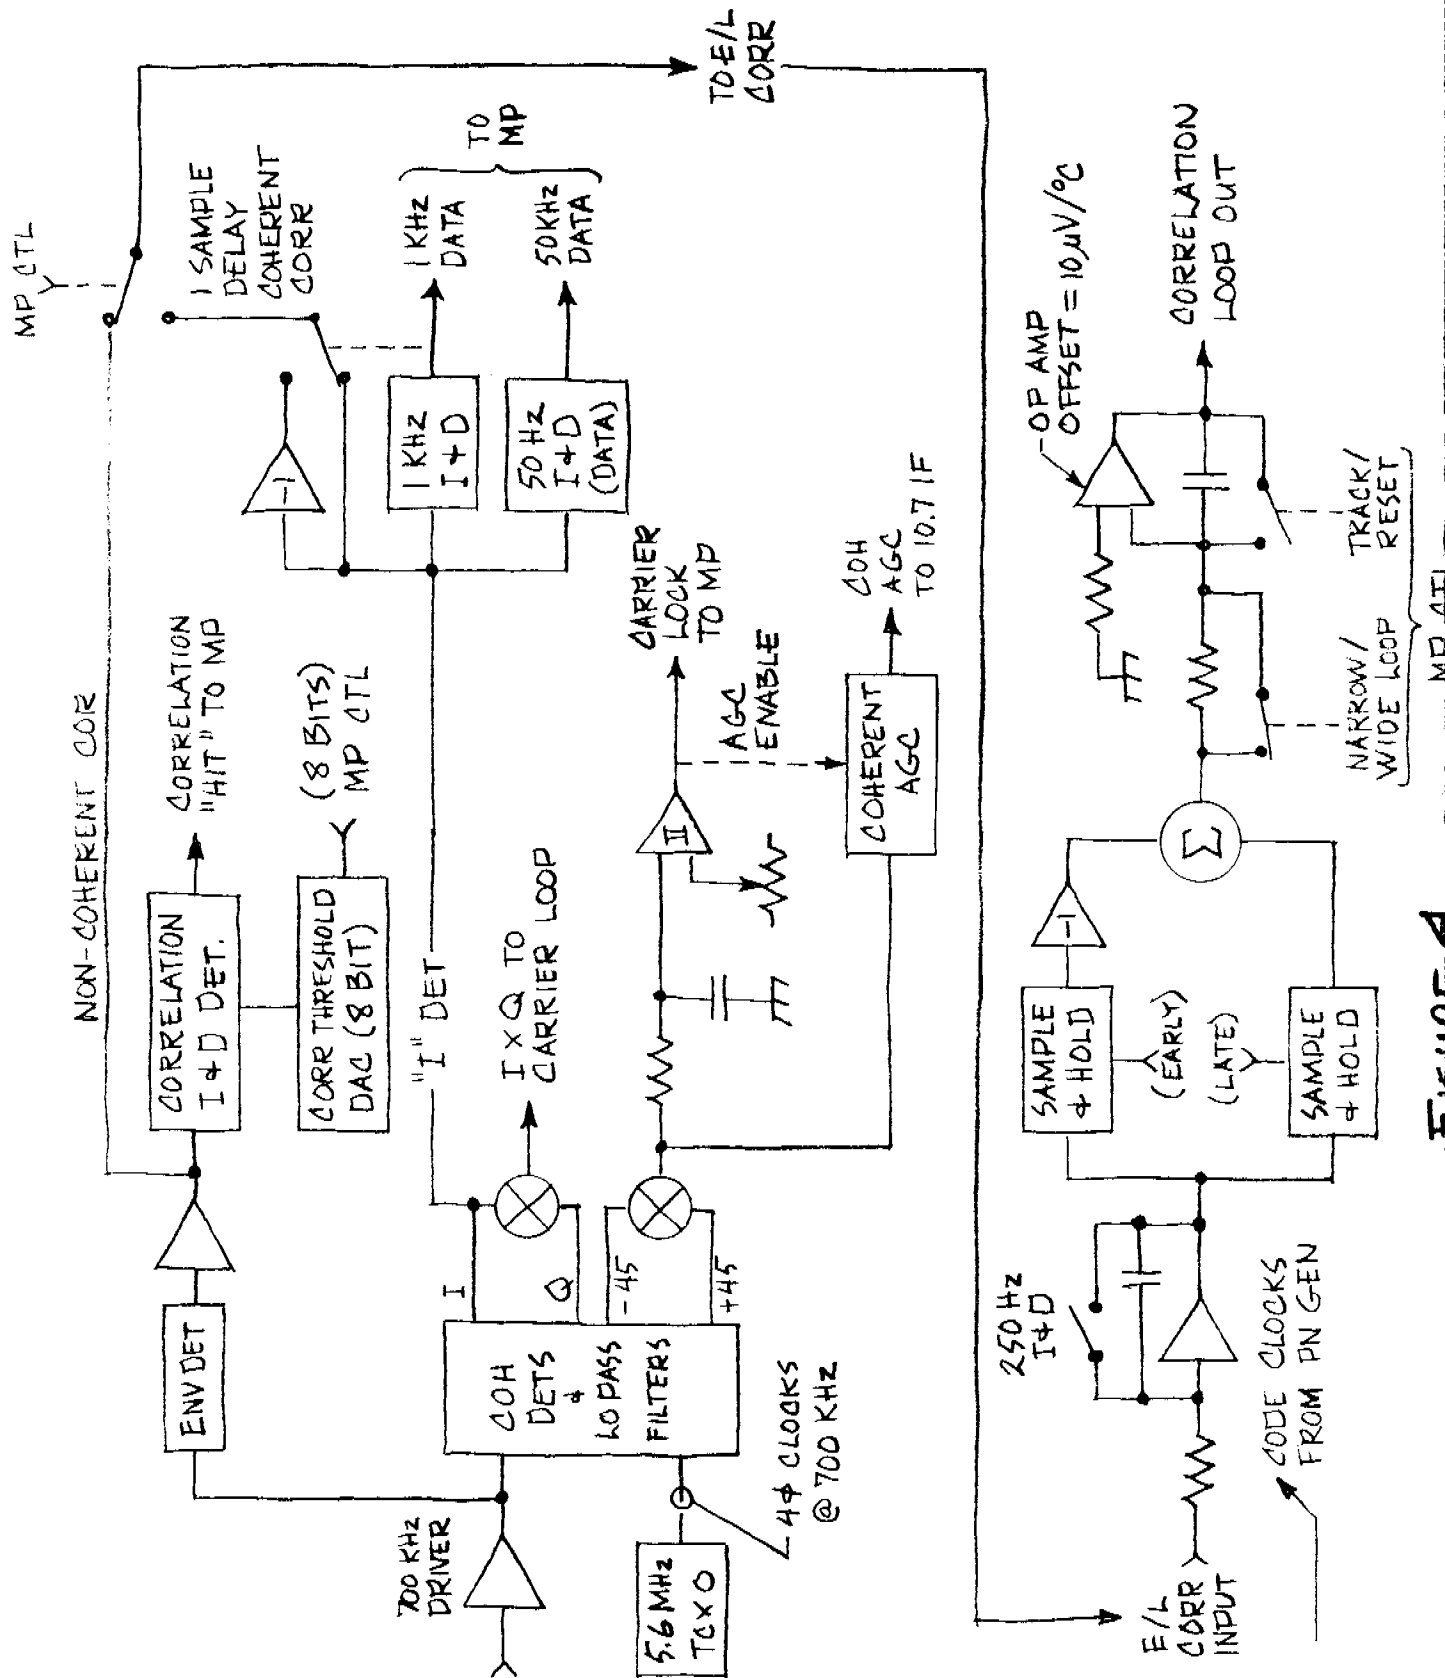 MP CTL
NON-COHERENT COR
1 SAMPLE
DELAY
COHERENT
CORR
ENV DET
CORRELATION
I & D DET.
CORRELATION
"HIT" TO MP
CORR THRESHOLD
DAC (8 BIT)
(8 BITS)
MP CTL
-1
700 KHz
DRIVER
"I" DET
1 KHz
I & D
1 KHz
DATA
50 Hz
I & D
(DATA)
50KHz
DATA
TO
MP
TO E/L
CORR
COH
DETS
&
LO PASS
FILTERS
I
Q
-45
+45
I X Q TO
CARRIER LOOP
CARRIER
LOCK
TO MP
AGC
ENABLE
COHERENT
AGC
COH
AGC
TO 10.7 IF
5.6 MHz
TCXO
4ϕ CLOCKS
@ 700 KHz
E/L
CORR
INPUT
250 Hz
I & D
CODE CLOCKS
FROM PN GEN
SAMPLE
& HOLD
(EARLY)
(LATE)
SAMPLE
& HOLD
-1
Σ
OP AMP
OFFSET = 10µV/°C
CORRELATION
LOOP OUT
NARROW/
WIDE LOOP
TRACK/
RESET
MP CTL